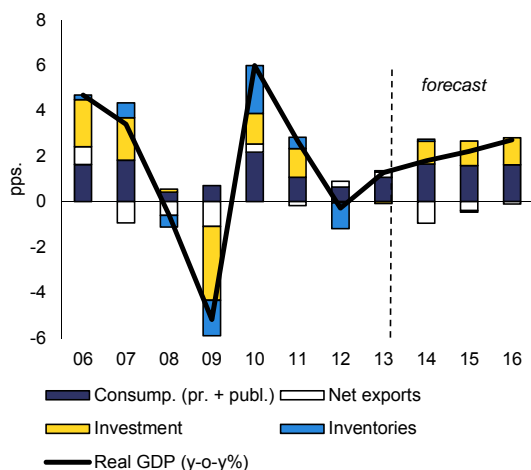 8
6
4
2
0
-2
-4
-6
pps.
forecast
06 07 08 09 10 11 12 13 14 15 16
Consump. (pr. + publ.) Net exports
Investment Inventories
Real GDP (y-o-y%)